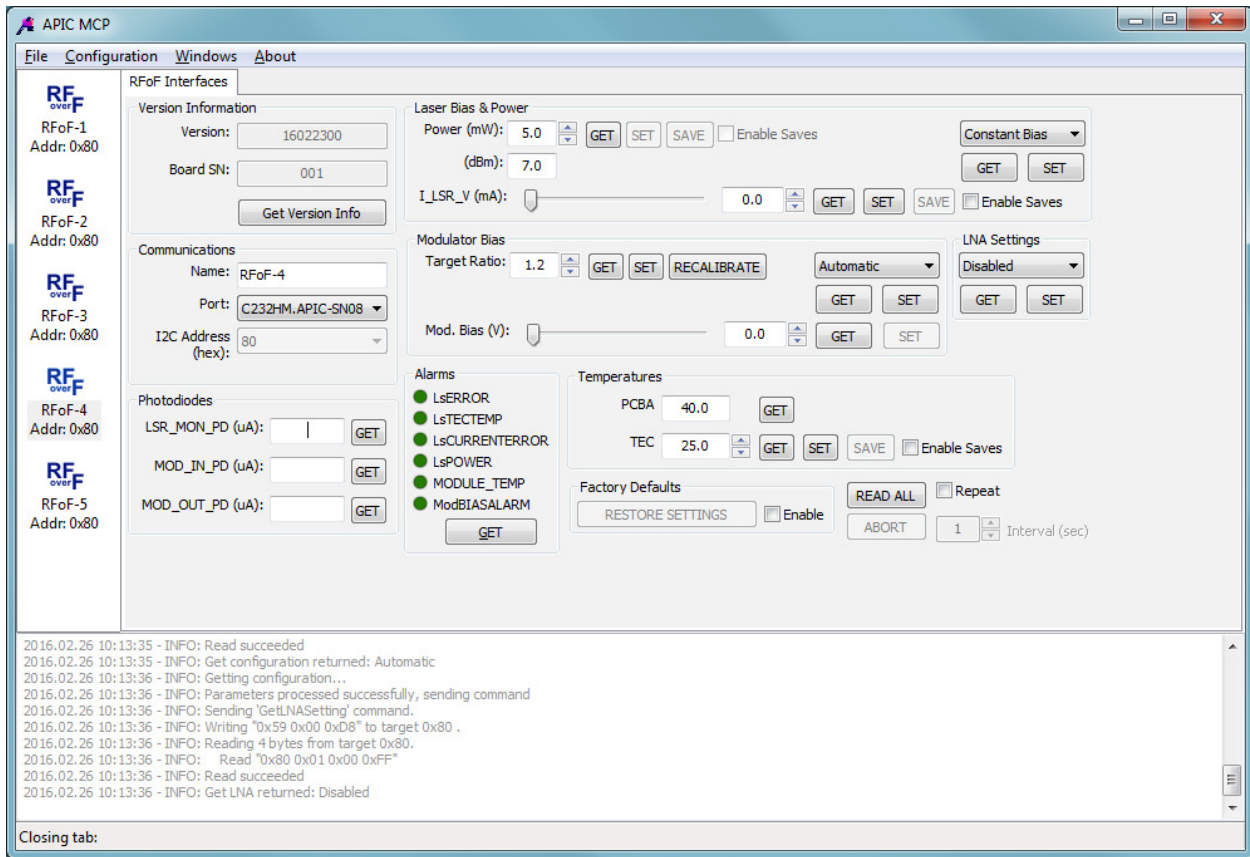 APIC MCP
File Configuration Windows About
RF over F
RFoF-1
Addr: 0x80
RF over F
RFoF-2
Addr: 0x80
RF over F
RFoF-3
Addr: 0x80
RF over F
RFoF-4
Addr: 0x80
RF over F
RFoF-5
Addr: 0x80
RFoF Interfaces
Version Information
Version: 16022300
Board SN: 001
Get Version Info
Communications
Name: RFoF-4
Port: C232HM.APIC-SN08
I2C Address (hex): 80
Photodiodes
LSR_MON_PD (uA): GET
MOD_IN_PD (uA): GET
MOD_OUT_PD (uA): GET
Laser Bias & Power
Power (mW): 5.0 GET SET SAVE Enable Saves Constant Bias
(dBm): 7.0 GET SET
I_LSR_V (mA): 0.0 GET SET SAVE Enable Saves
Modulator Bias
Target Ratio: 1.2 GET SET RECALIBRATE Automatic
GET SET
Mod. Bias (V): 0.0 GET SET
LNA Settings
Disabled
GET SET
Alarms
LsERROR
LsTECTEMP
LsCURRENTERROR
LsPOWER
MODULE_TEMP
ModBIASALARM
GET
Temperatures
PCBA 40.0 GET
TEC 25.0 GET SET SAVE Enable Saves
Factory Defaults
RESTORE SETTINGS Enable
READ ALL Repeat
ABORT 1 Interval (sec)
2016.02.26 10:13:35 - INFO: Read succeeded
2016.02.26 10:13:35 - INFO: Get configuration returned: Automatic
2016.02.26 10:13:36 - INFO: Getting configuration...
2016.02.26 10:13:36 - INFO: Parameters processed successfully, sending command
2016.02.26 10:13:36 - INFO: Sending 'GetLNASetting' command.
2016.02.26 10:13:36 - INFO: Writing "0x59 0x00 0xD8" to target 0x80 .
2016.02.26 10:13:36 - INFO: Reading 4 bytes from target 0x80.
2016.02.26 10:13:36 - INFO: Read "0x80 0x01 0x00 0xFF"
2016.02.26 10:13:36 - INFO: Read succeeded
2016.02.26 10:13:36 - INFO: Get LNA returned: Disabled
Closing tab: